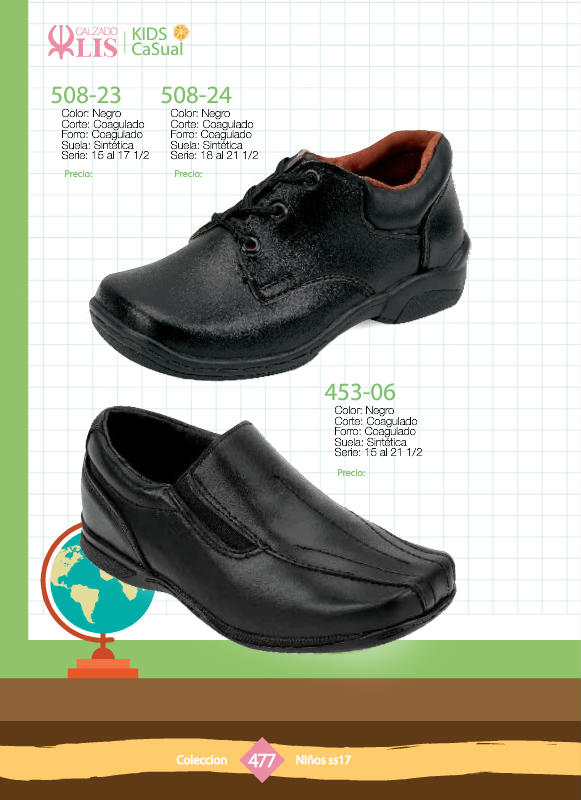 CALZADO
LIS
KIDS
CaSual
508-23
Color: Negro
Corte: Coagulado
Forro: Coagulado
Suela: Sintética
Serie: 15 al 17 1/2
Precio:
508-24
Color: Negro
Corte: Coagulado
Forro: Coagulado
Suela: Sintética
Serie: 18 al 21 1/2
Precio:
453-06
Color: Negro
Corte: Coagulado
Forro: Coagulado
Suela: Sintética
Serie: 15 al 21 1/2
Precio:
Coleccion 477 NIños ss17